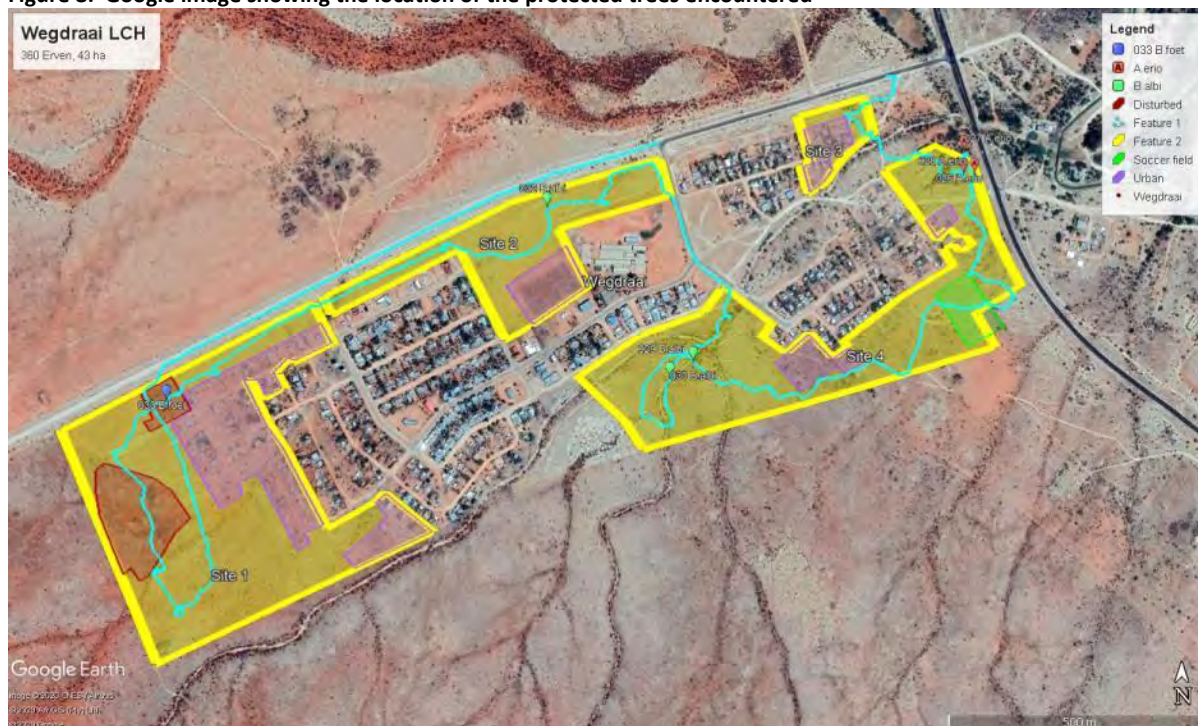 Figure 8: Google image showing the location of the protected trees encountered
Wegdraai LCH
360 Erven, 43 ha
Legend
033 B.foet
A.erio
B.albi
Disturbed
Feature 1
Feature 2
Soccer field
Urban
Wegdraai
Site 3
Site 2
Wegdraai
Site 4
033 B.foet
Site 1
Google Earth
N
500 m